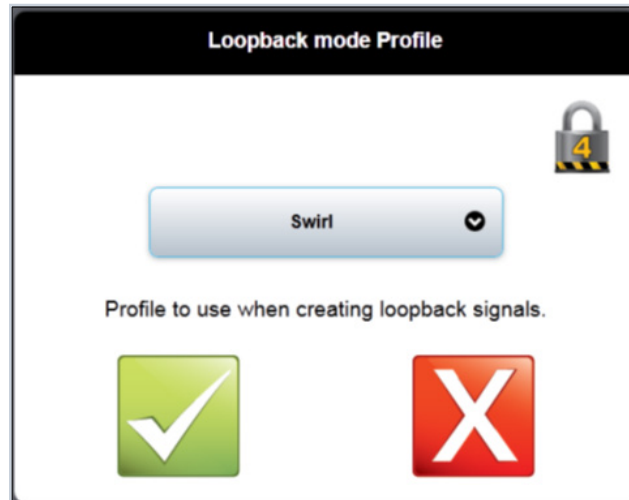 Loopback mode Profile
4
Swirl
Profile to use when creating loopback signals.
X